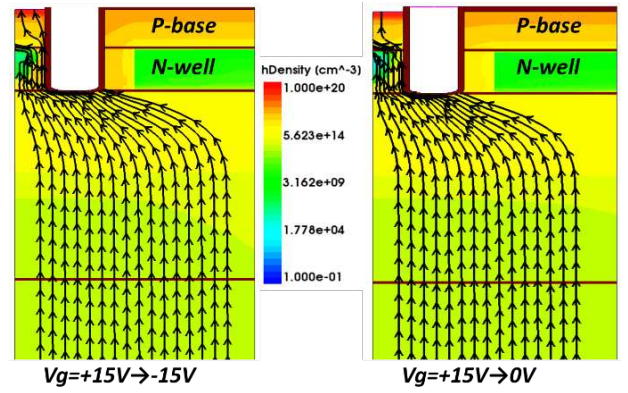 P-base
N-well
hDensity (cm^-3)
1.000e+20
5.623e+14
3.162e+09
1.778e+04
1.000e-01
P-base
N-well
Vg=+15V→-15V
Vg=+15V→0V